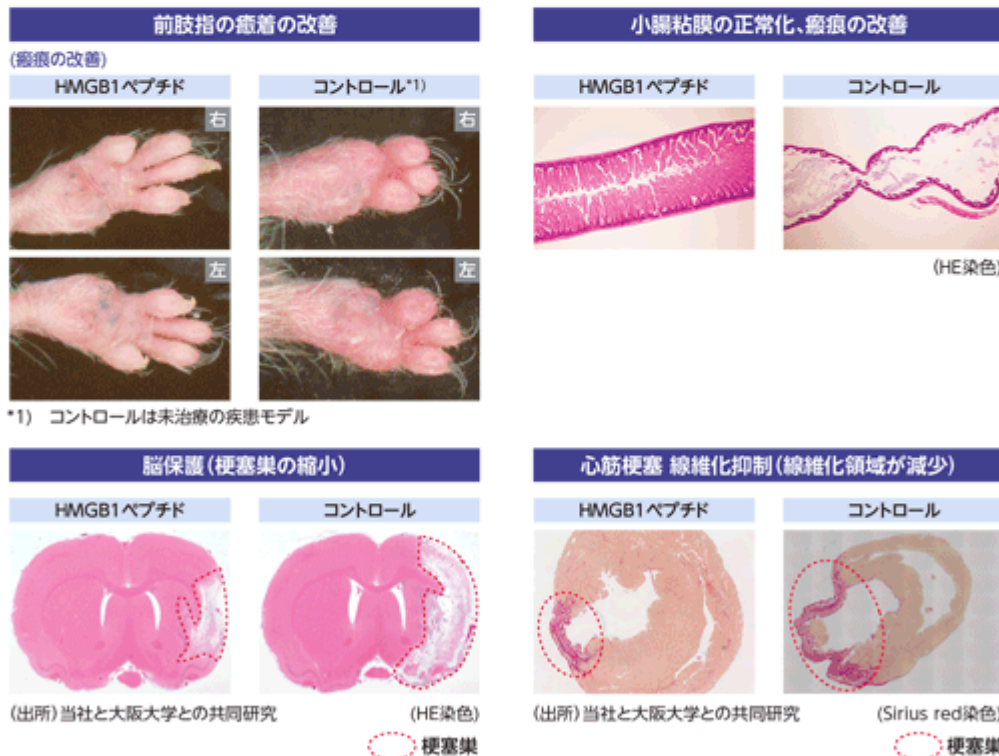 前肢指の癒着の改善
(瘢痕の改善)
HMGB1ペプチド
コントロール*1)
右
右
左
左
*1) コントロールは未治療の疾患モデル
小腸粘膜の正常化、瘢痕の改善
HMGB1ペプチド
コントロール
(HE染色)
脳保護(梗塞巣の縮小)
HMGB1ペプチド
コントロール
(出所)当社と大阪大学との共同研究
(HE染色)
梗塞巣
心筋梗塞 線維化抑制(線維化領域が減少)
HMGB1ペプチド
コントロール
(出所)当社と大阪大学との共同研究
(Sirius red染色)
梗塞巣